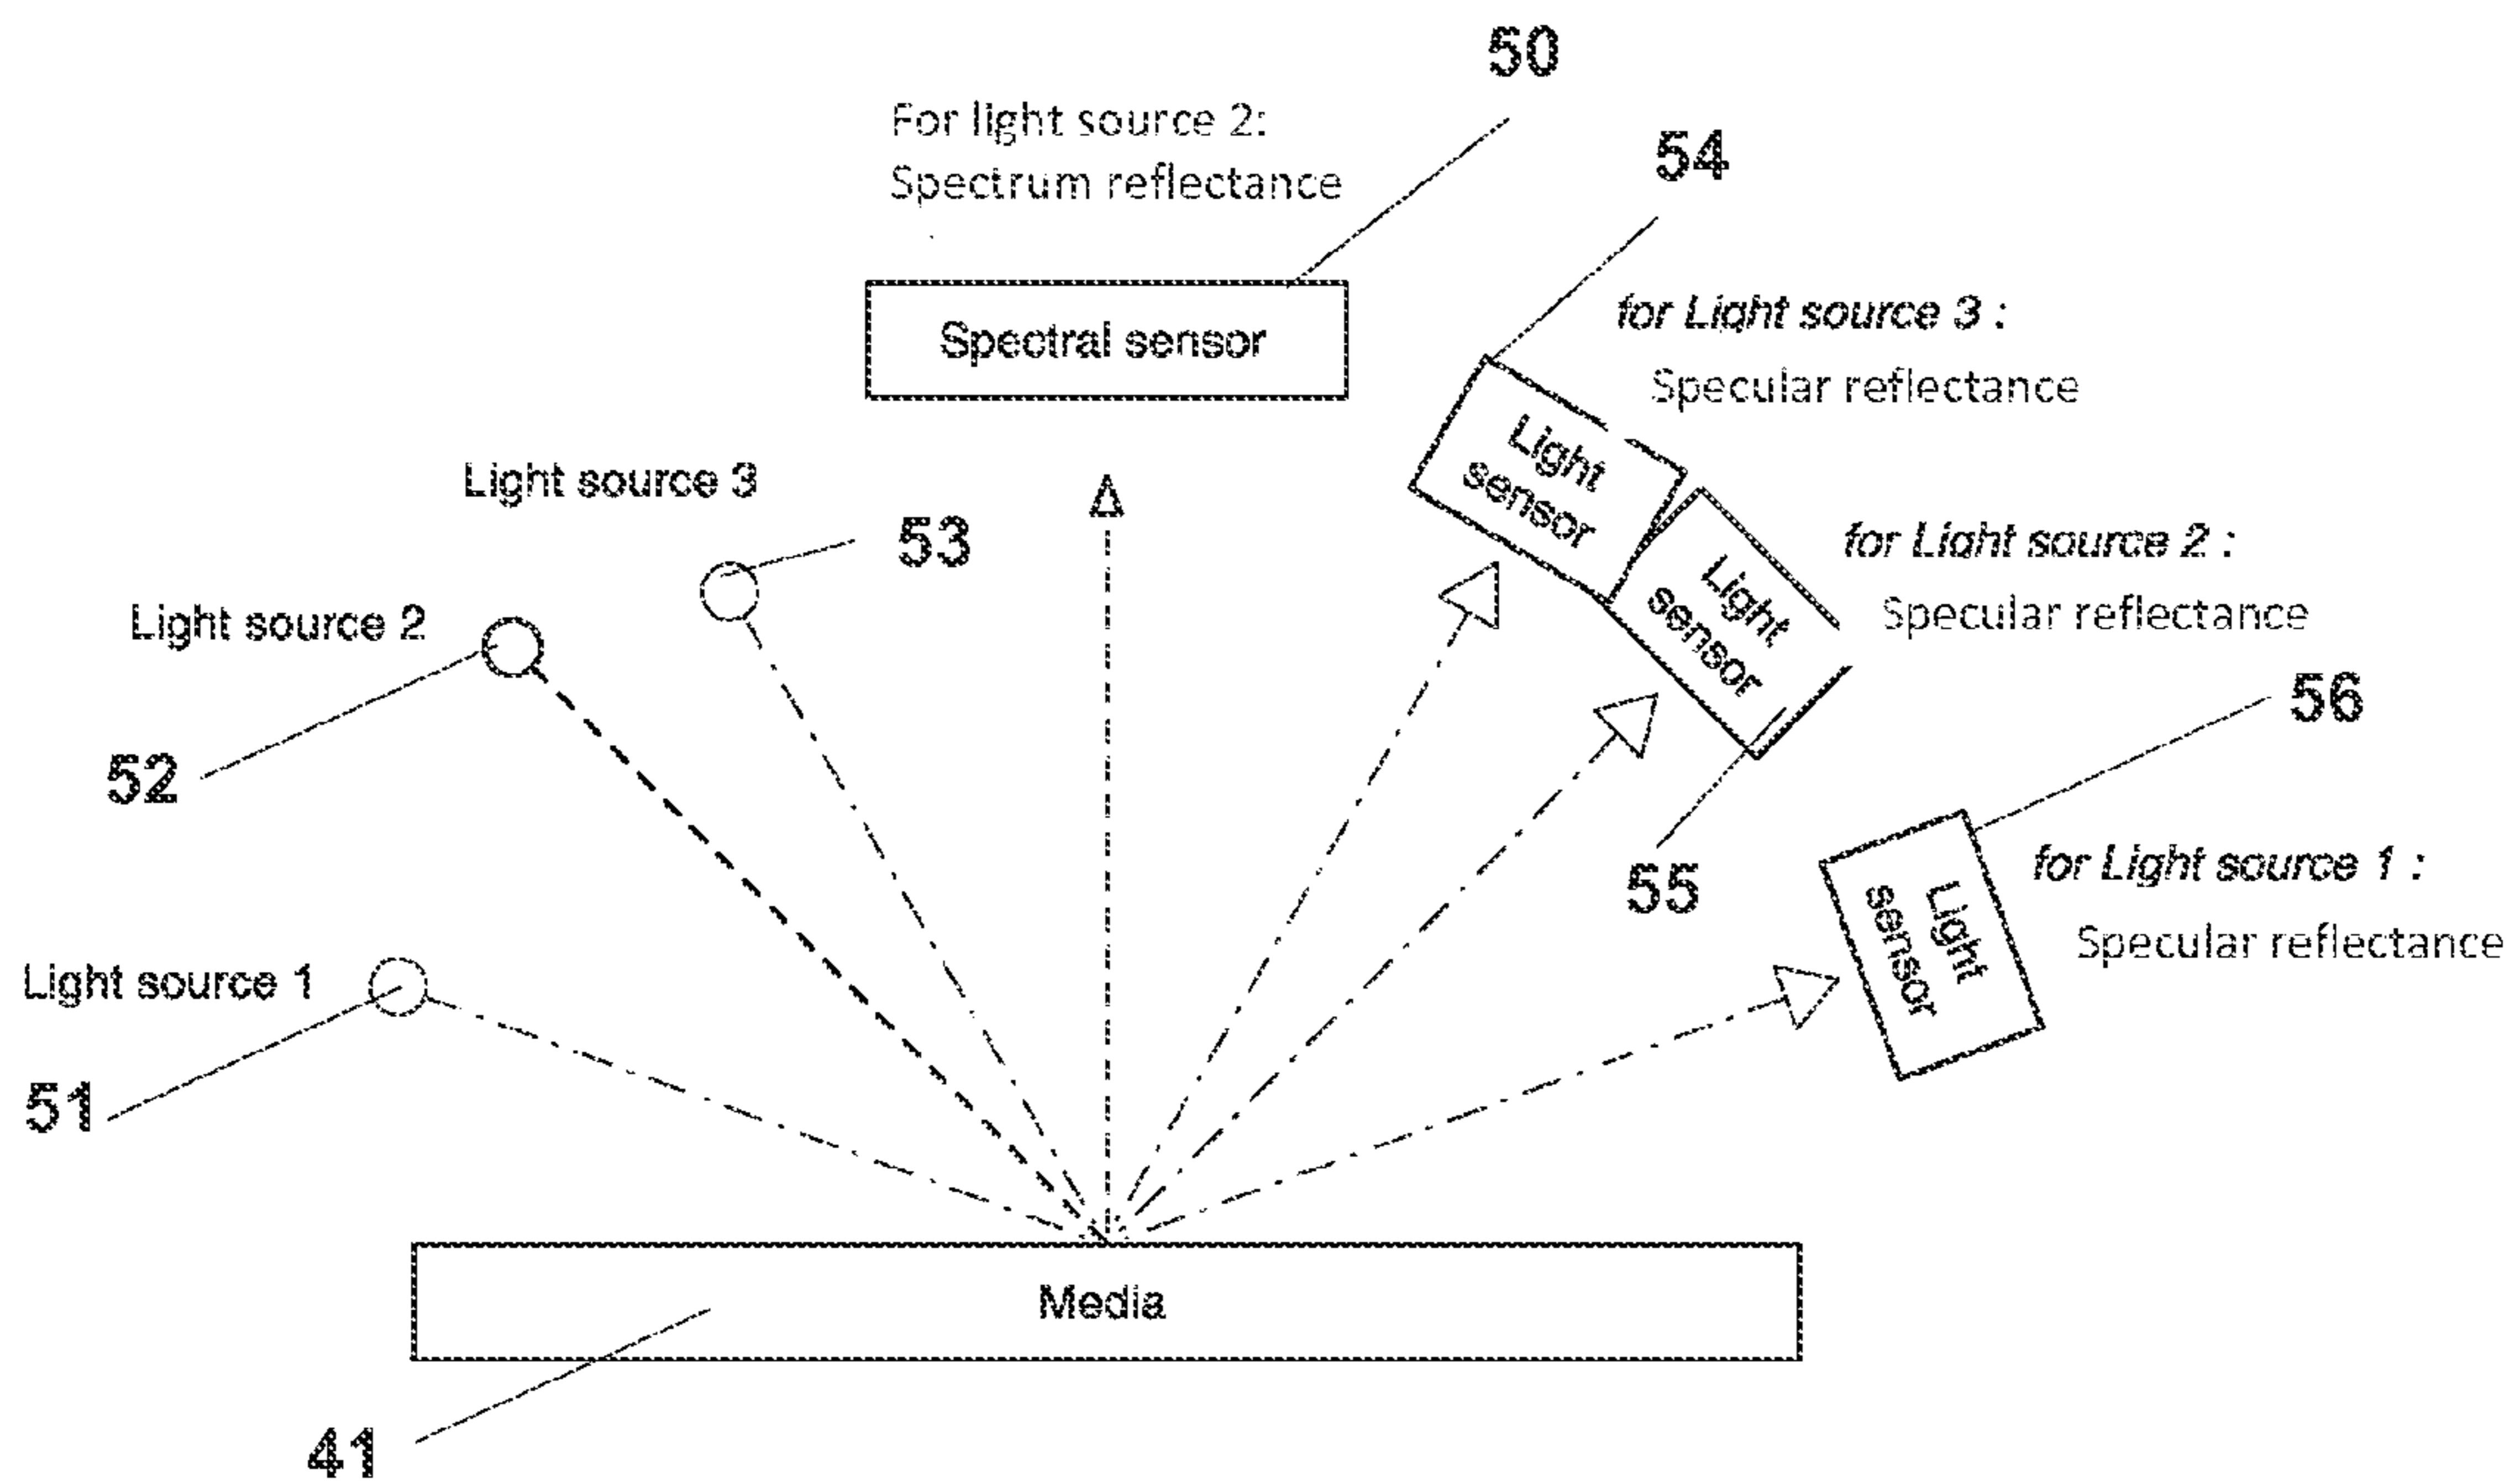 50
For light source 2:
Spectrum reflectance
54
Spectral sensor
for Light source 3 :
Specular reflectance
Light
sensor
Light source 3
53
for Light source 2 :
Specular reflectance
Light
sensor
Light source 2
52
56
55
for Light source 1 :
Specular reflectance
Light
sensor
Light source 1
51
Media
41